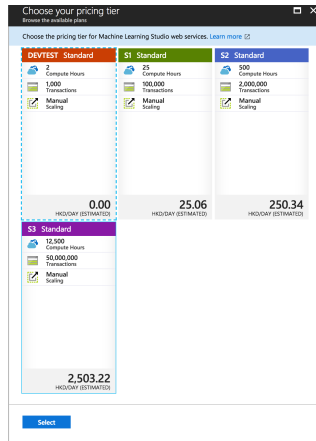 Choose your pricing tier
Browse the available plans
Choose the pricing tier for Machine Learning Studio web services. Learn more
DEVTEST Standard
2
Compute Hours
1,000
Transactions
Manual
Scaling
0.00
HKD/DAY (ESTIMATED)
S1 Standard
25
Compute Hours
100,000
Transactions
Manual
Scaling
25.06
HKD/DAY (ESTIMATED)
S2 Standard
500
Compute Hours
2,000,000
Transactions
Manual
Scaling
250.34
HKD/DAY (ESTIMATED)
S3 Standard
12,500
Compute Hours
50,000,000
Transactions
Manual
Scaling
2,503.22
HKD/DAY (ESTIMATED)
Select